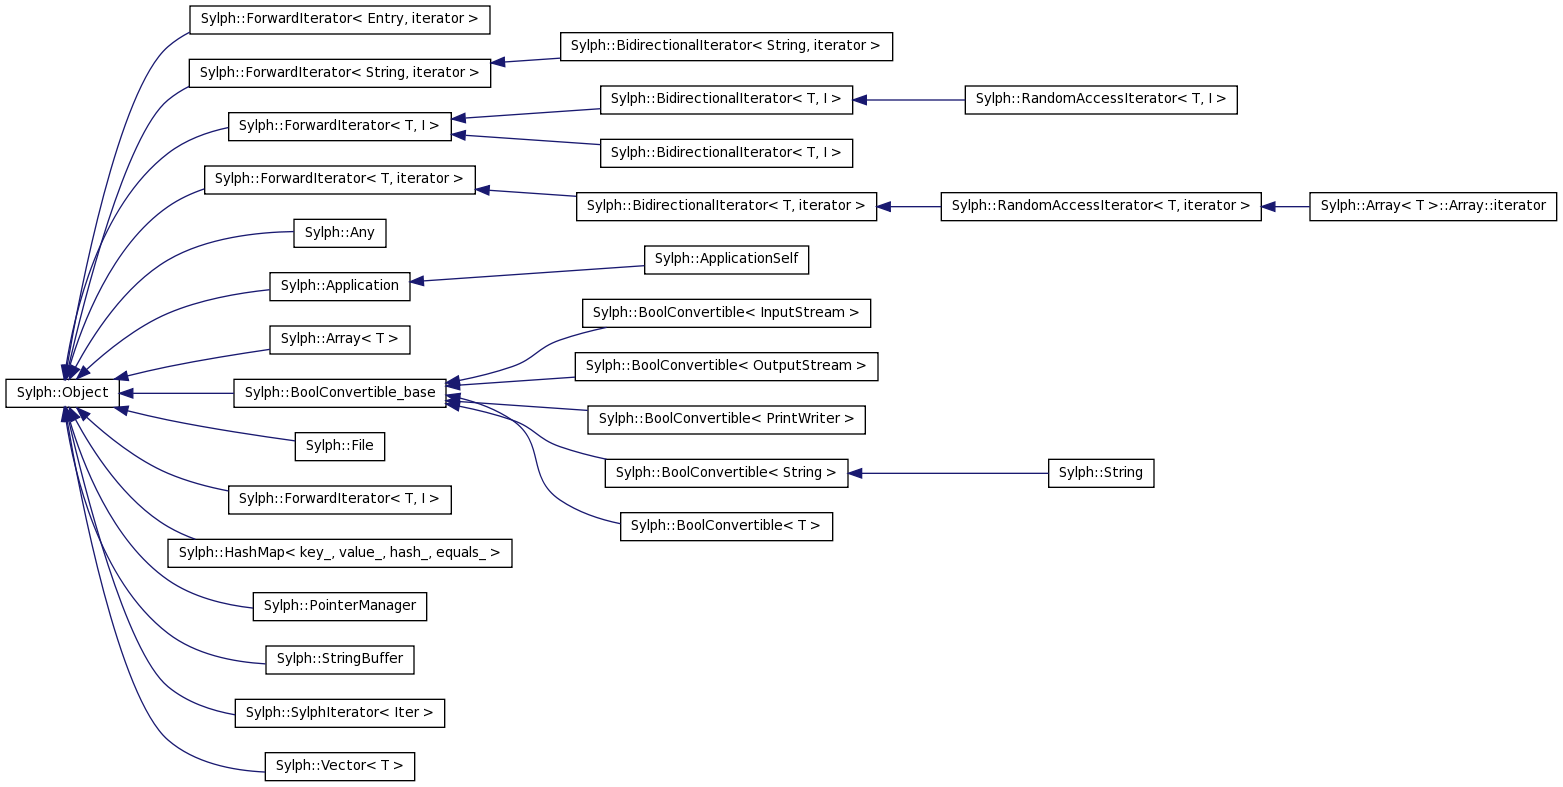 Sylph::ForwardIterator< Entry, iterator >
Sylph::BidirectionalIterator< String, iterator >
Sylph::ForwardIterator< String, iterator >
Sylph::BidirectionalIterator< T, I >
Sylph::RandomAccessIterator< T, I >
Sylph::ForwardIterator< T, I >
Sylph::BidirectionalIterator< T, I >
Sylph::ForwardIterator< T, iterator >
Sylph::BidirectionalIterator< T, iterator >
Sylph::RandomAccessIterator< T, iterator >
Sylph::Array< T >::Array::iterator
Sylph::Any
Sylph::ApplicationSelf
Sylph::Application
Sylph::BoolConvertible< InputStream >
Sylph::Array< T >
Sylph::BoolConvertible< OutputStream >
Sylph::Object
Sylph::BoolConvertible_base
Sylph::BoolConvertible< PrintWriter >
Sylph::File
Sylph::BoolConvertible< String >
Sylph::String
Sylph::ForwardIterator< T, I >
Sylph::BoolConvertible< T >
Sylph::HashMap< key_, value_, hash_, equals_ >
Sylph::PointerManager
Sylph::StringBuffer
Sylph::SylphIterator< Iter >
Sylph::Vector< T >